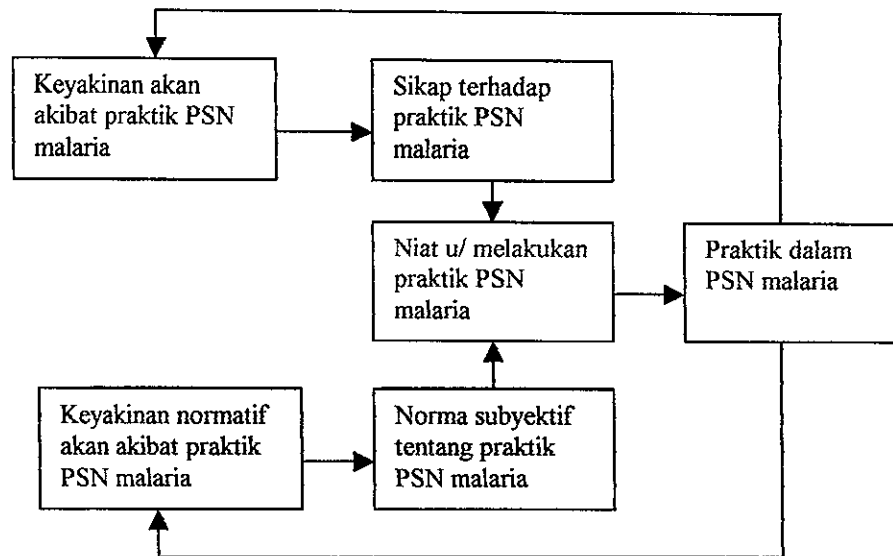 Keyakinan akan
akibat praktik PSN
malaria
Sikap terhadap
praktik PSN
malaria
Niat u/ melakukan
praktik PSN
malaria
Praktik dalam
PSN malaria
Keyakinan normatif
akan akibat praktik
PSN malaria
Norma subyektif
tentang praktik
PSN malaria